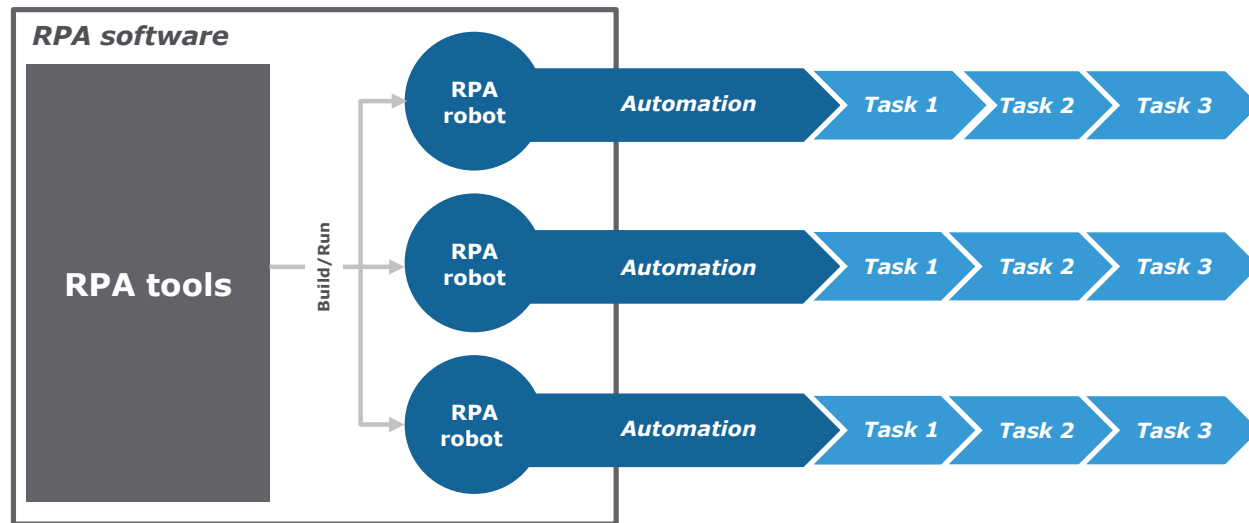 RPA software
RPA tools
Build/Run
RPA
robot
Automation
Task 1
Task 2
Task 3
RPA
robot
Automation
Task 1
Task 2
Task 3
RPA
robot
Automation
Task 1
Task 2
Task 3